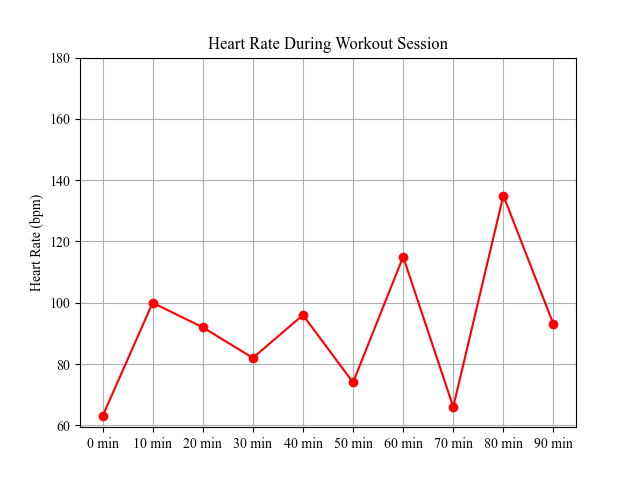 Heart Rate During Workout Session
Heart Rate (bpm)
180
160
140
120
100
80
60
0 min 10 min 20 min 30 min 40 min 50 min 60 min 70 min 80 min 90 min